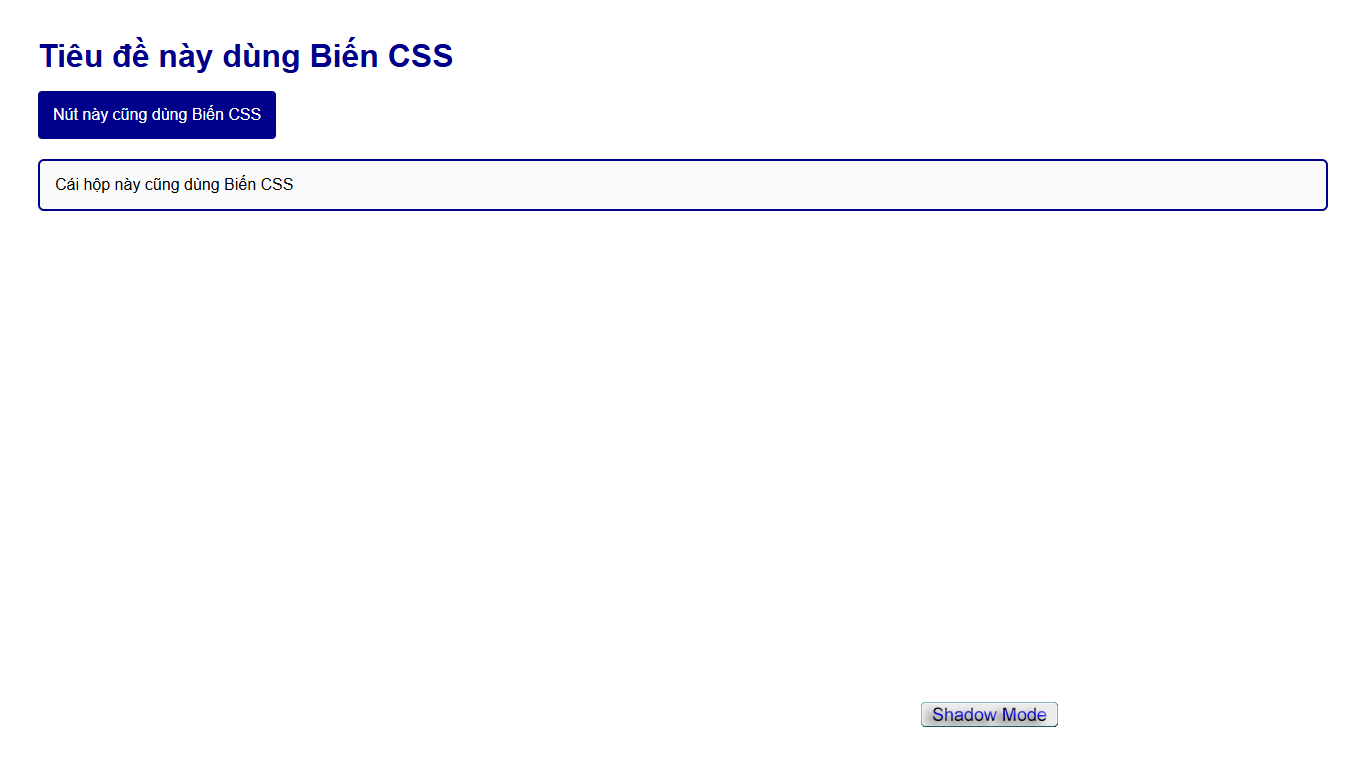 Tiêu đề này dùng Biến CSS
Nút này cũng dùng Biến CSS
Cái hộp này cũng dùng Biến CSS
Shadow Mode